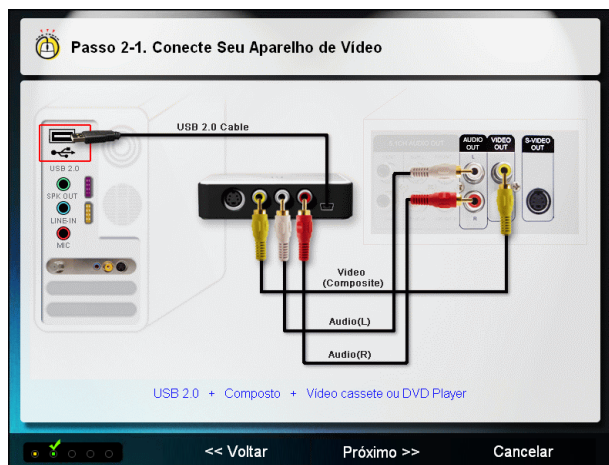 Passo 2-1. Conecte Seu Aparelho de Vídeo
USB 2.0 Cable
USB 2.0
SPK OUT
LINE-IN
MIC
AUDIO OUT
VIDEO OUT
S-VIDEO OUT
L
R
Video
(Composite)
Audio(L)
Audio(R)
USB 2.0 + Composto + Vídeo cassete ou DVD Player
<< Voltar
Próximo >>
Cancelar